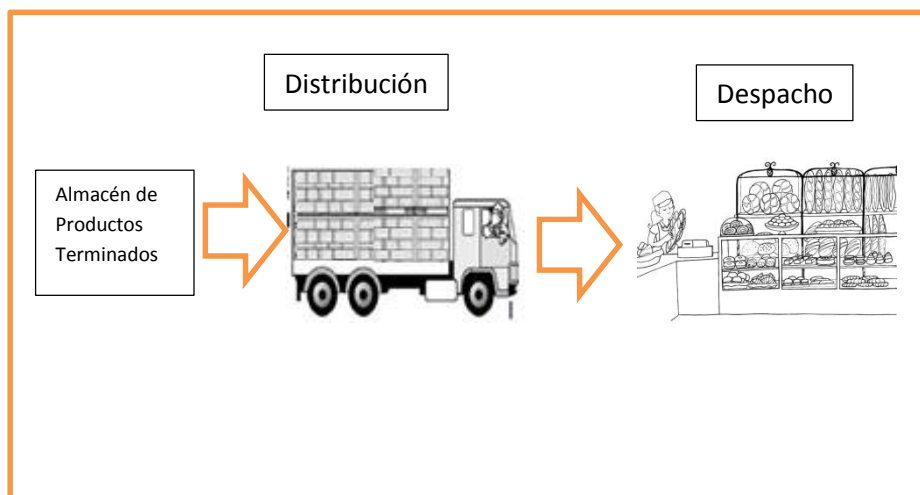 Distribución
Despacho
Almacén de
Productos
Terminados